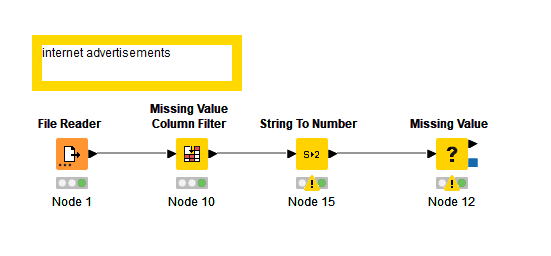 internet advertisements
File Reader
Missing Value
Column Filter
String To Number
Missing Value
S▸2
?
!
!
Node 1
Node 10
Node 15
Node 12